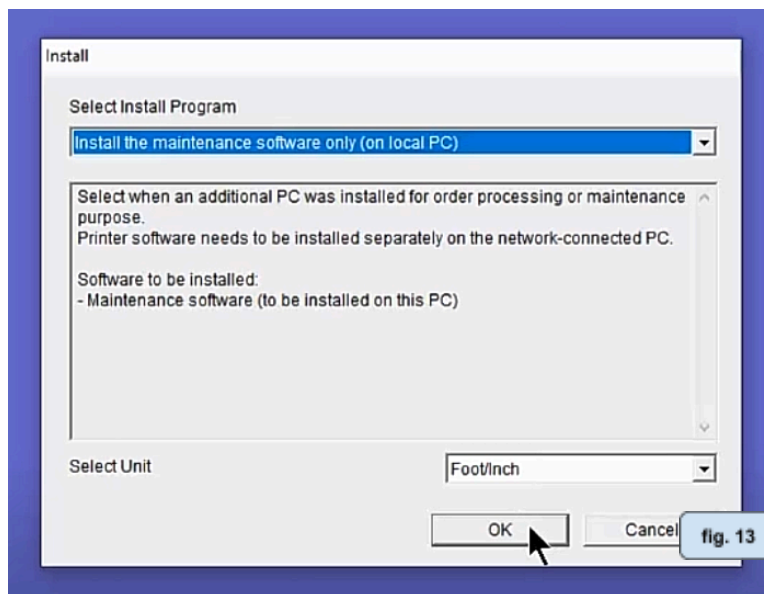 Install
Select Install Program
Install the maintenance software only (on local PC)
Select when an additional PC was installed for order processing or maintenance
purpose.
Printer software needs to be installed separately on the network-connected PC.
Software to be installed:
- Maintenance software (to be installed on this PC)
Select Unit
Foot/Inch
OK
Cancel
fig. 13